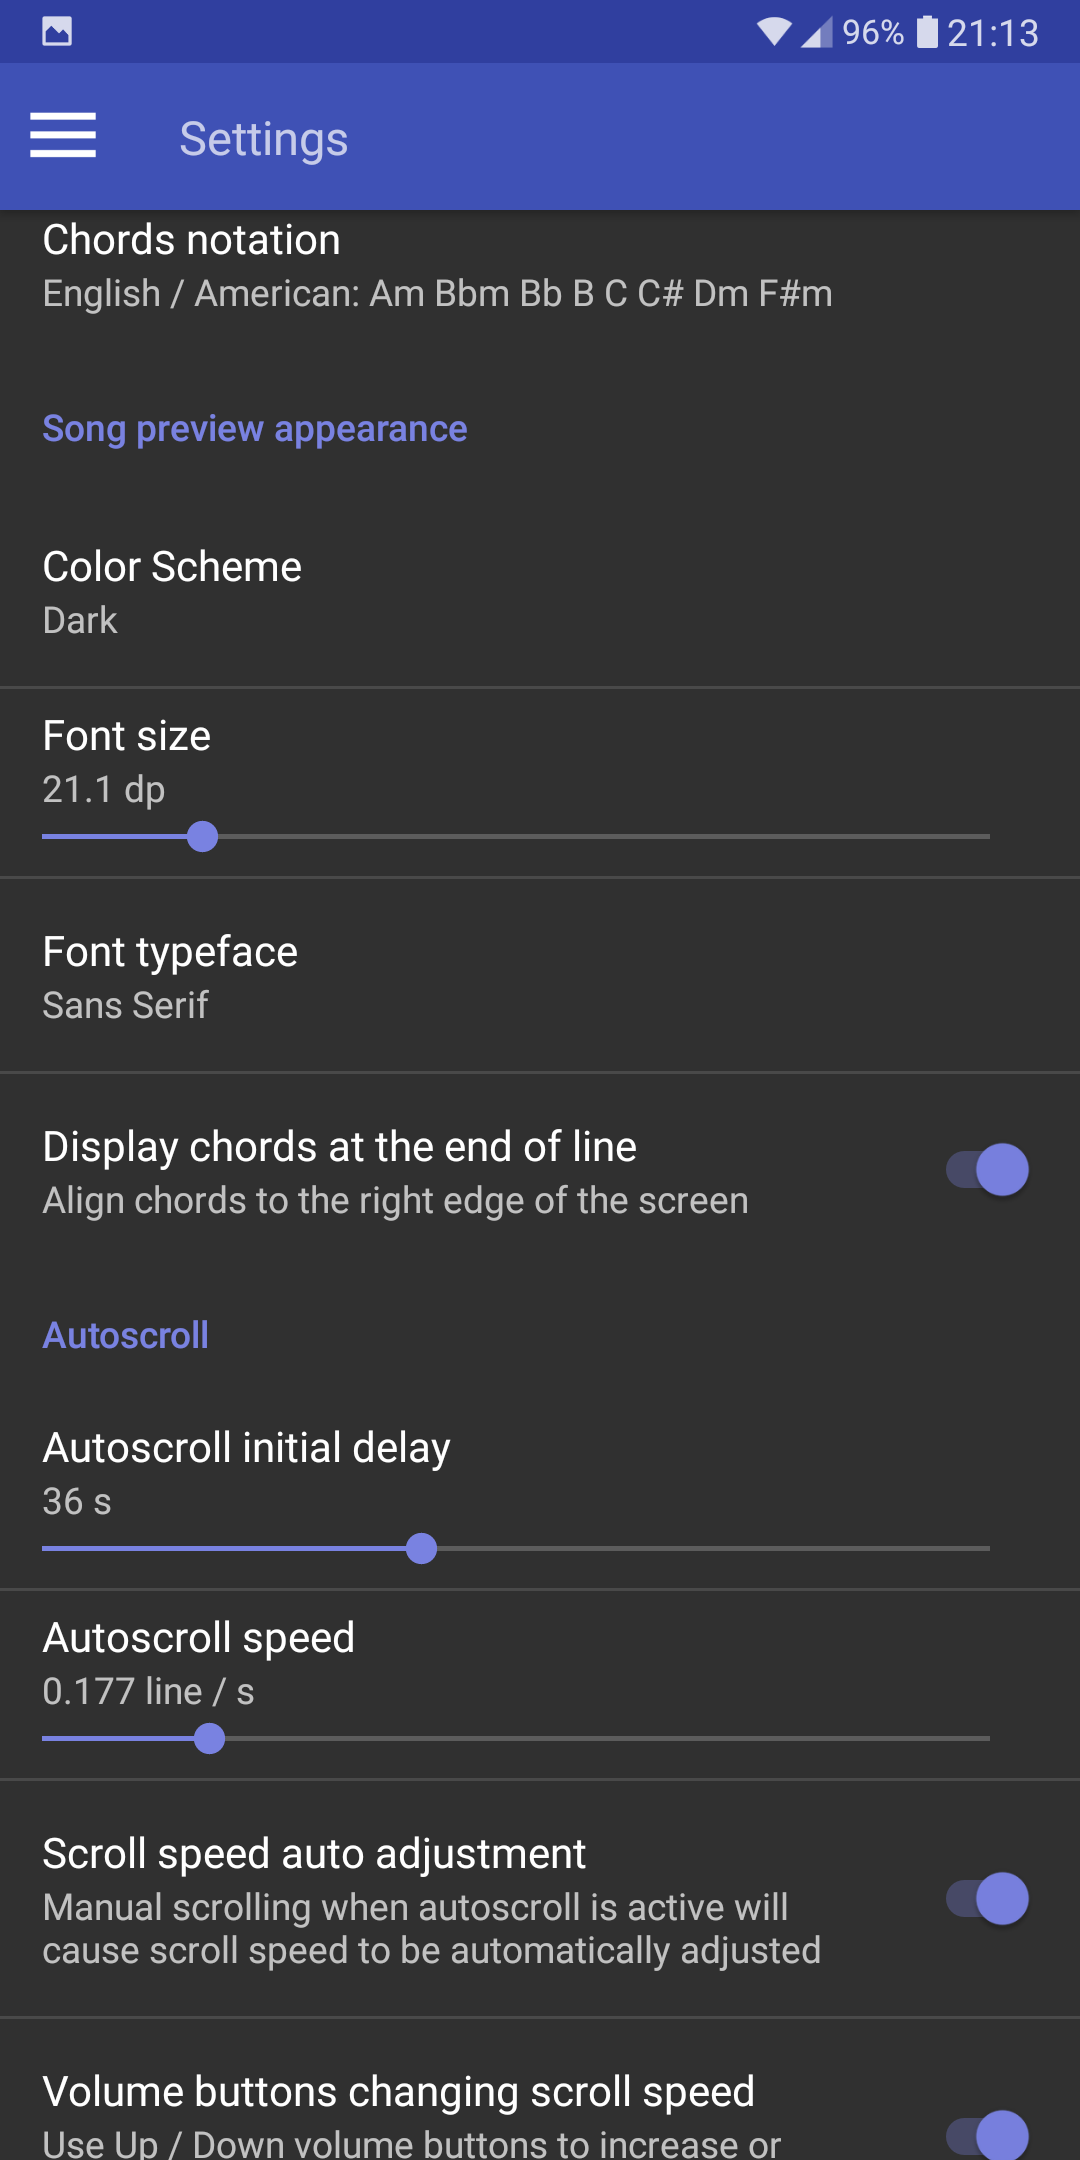 96% 21:13
Settings
Chords notation
English / American: Am Bbm Bb B C C# Dm F#m
Song preview appearance
Color Scheme
Dark
Font size
21.1 dp
Font typeface
Sans Serif
Display chords at the end of line
Align chords to the right edge of the screen
Autoscroll
Autoscroll initial delay
36 s
Autoscroll speed
0.177 line / s
Scroll speed auto adjustment
Manual scrolling when autoscroll is active will
cause scroll speed to be automatically adjusted
Volume buttons changing scroll speed
Use Up / Down volume buttons to increase or